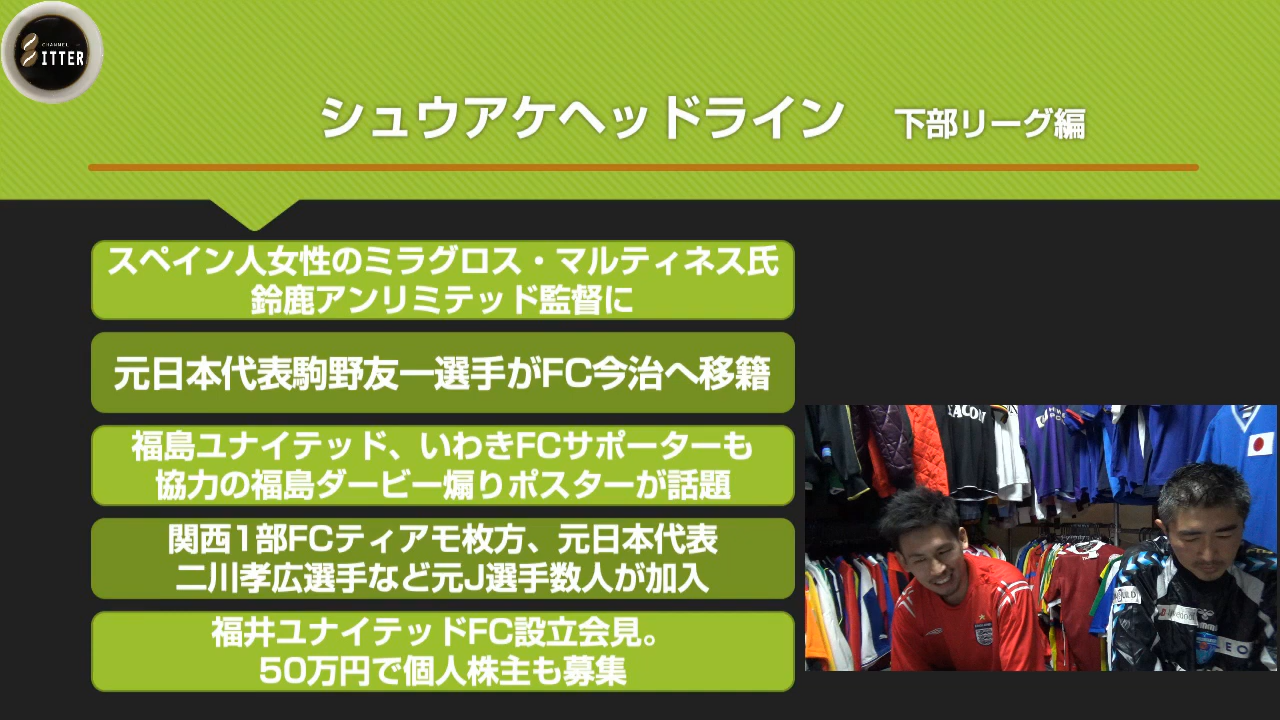 CHANNEL
BITTER
シュウアケヘッドライン 下部リーグ編
スペイン人女性のミラグロス・マルティネス氏
鈴鹿アンリミテッド監督に
元日本代表駒野友一選手がFC今治へ移籍
福島ユナイテッド、いわきFCサポーターも
協力の福島ダービー煽りポスターが話題
関西1部FCティアモ枚方、元日本代表
二川孝広選手など元J選手数人が加入
福井ユナイテッドFC設立会見。
50万円で個人株主も募集